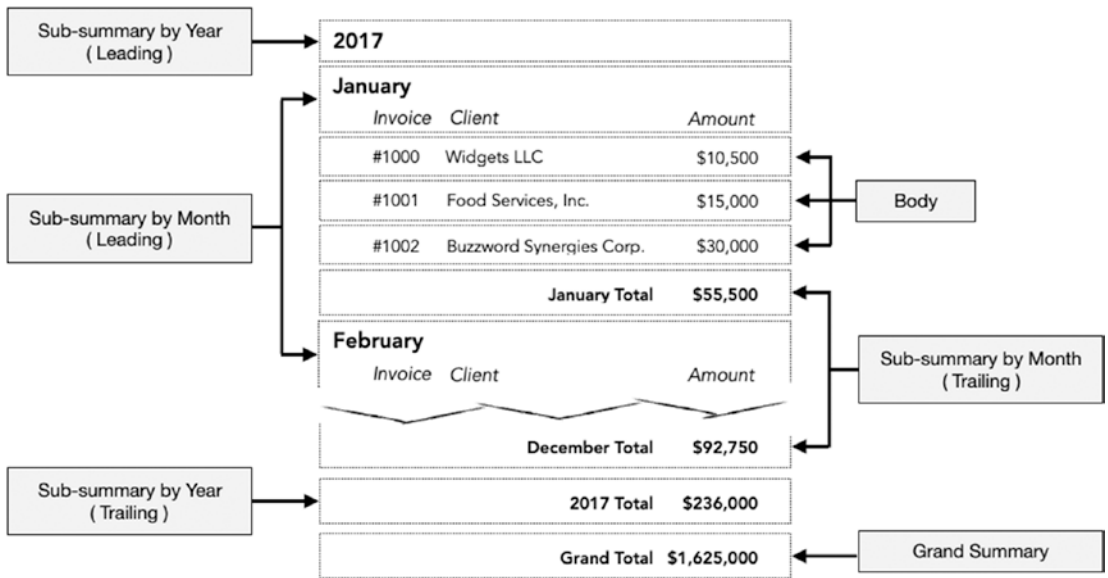 Sub-summary by Year
( Leading )
2017
January
Invoice Client Amount
#1000 Widgets LLC $10,500
#1001 Food Services, Inc. $15,000
#1002 Buzzword Synergies Corp. $30,000
Body
Sub-summary by Month
( Leading )
January Total $55,500
February
Invoice Client Amount
Sub-summary by Month
( Trailing )
December Total $92,750
Sub-summary by Year
( Trailing )
2017 Total $236,000
Grand Total $1,625,000
Grand Summary